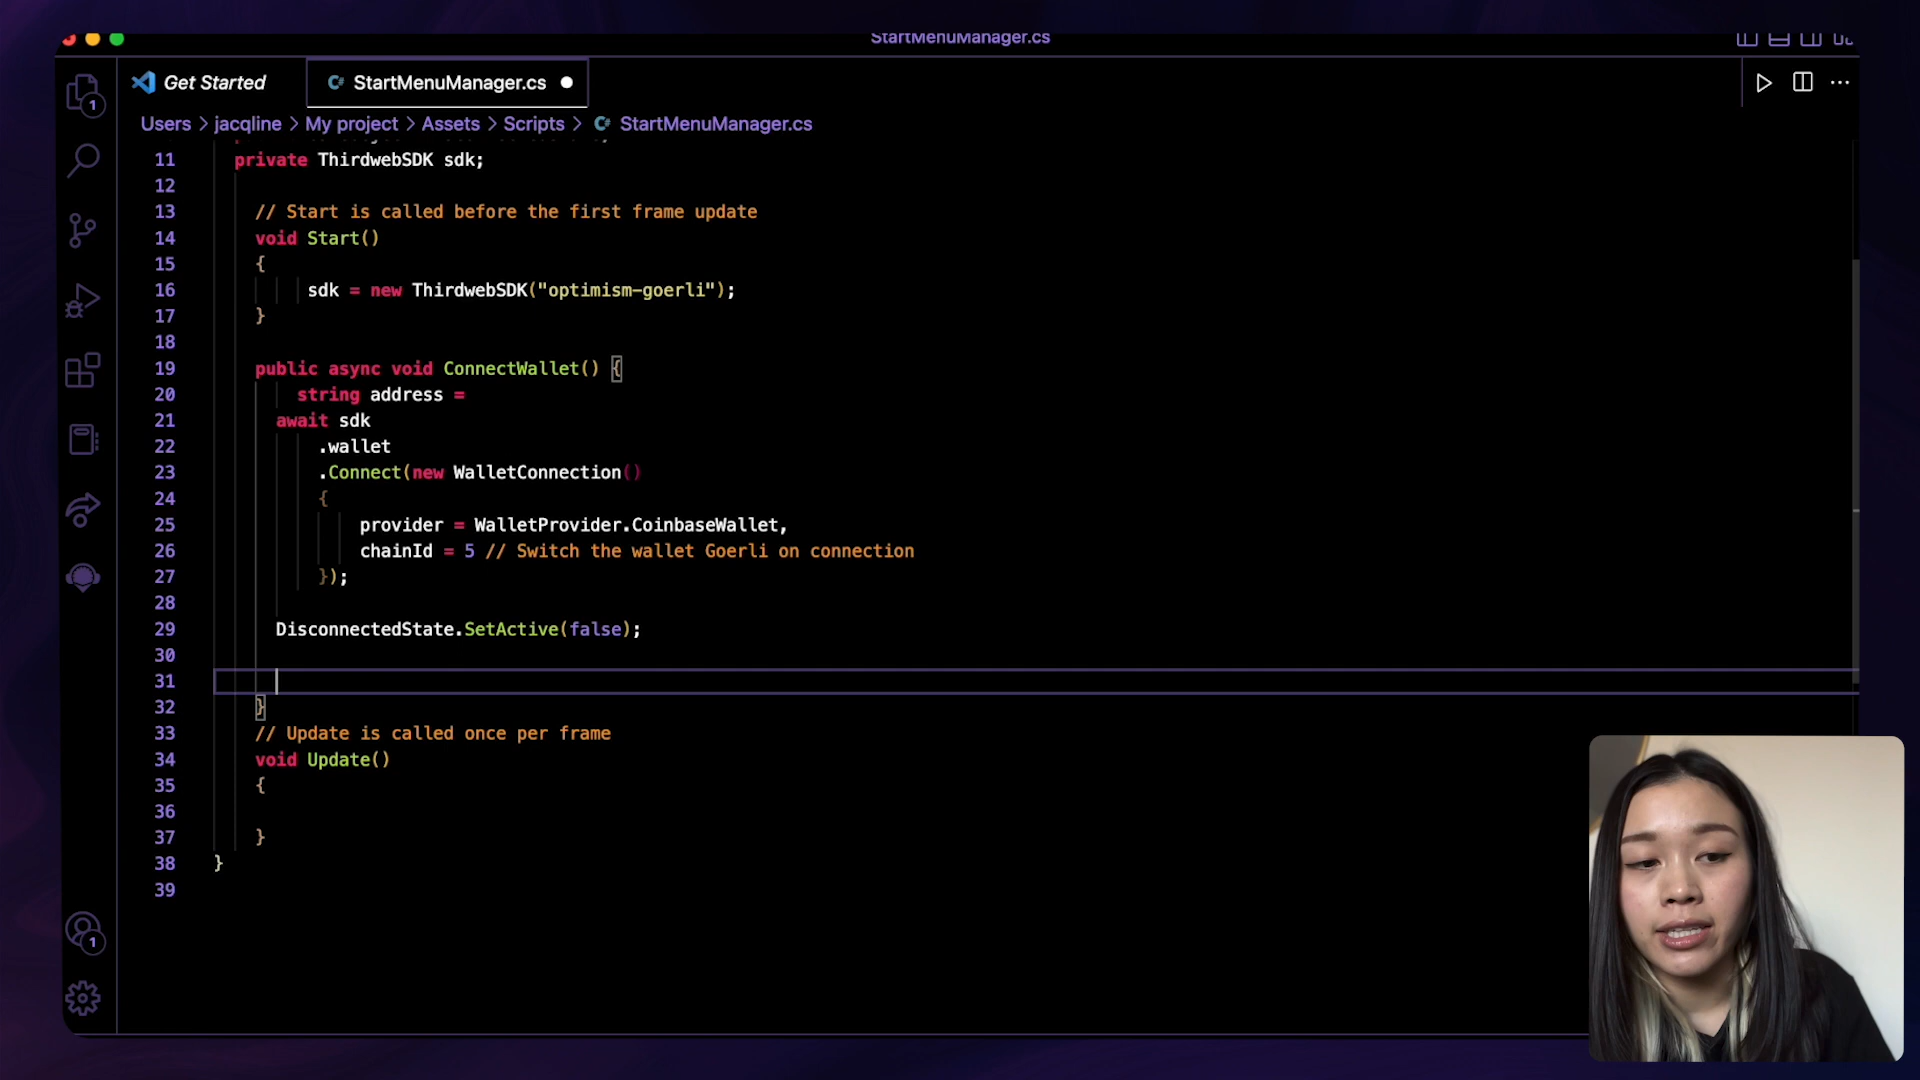 StartMenuManager.cs
Get Started
C# StartMenuManager.cs
Users > jacqline > My project > Assets > Scripts > C# StartMenuManager.cs
11 private ThirdwebSDK sdk;
12
13 // Start is called before the first frame update
14 void Start()
15 {
16 sdk = new ThirdwebSDK("optimism-goerli");
17 }
18
19 public async void ConnectWallet() {
20 string address =
21 await sdk
22 .wallet
23 .Connect(new WalletConnection()
24 {
25 provider = WalletProvider.CoinbaseWallet,
26 chainId = 5 // Switch the wallet Goerli on connection
27 });
28
29 DisconnectedState.SetActive(false);
30
31
32 }
33 // Update is called once per frame
34 void Update()
35 {
36
37 }
38 }
39
1
1